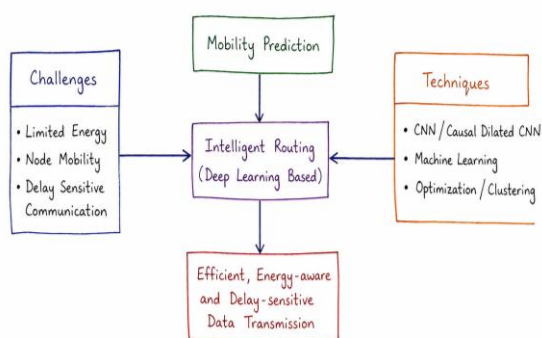 Mobility Prediction
Challenges
• Limited Energy
• Node Mobility
• Delay Sensitive
Communication
Intelligent Routing
(Deep Learning Based)
Techniques
• CNN/Causal Dilated CNN
• Machine Learning
• Optimization/Clustering
Efficient, Energy-aware
and Delay-sensitive
Data Transmission